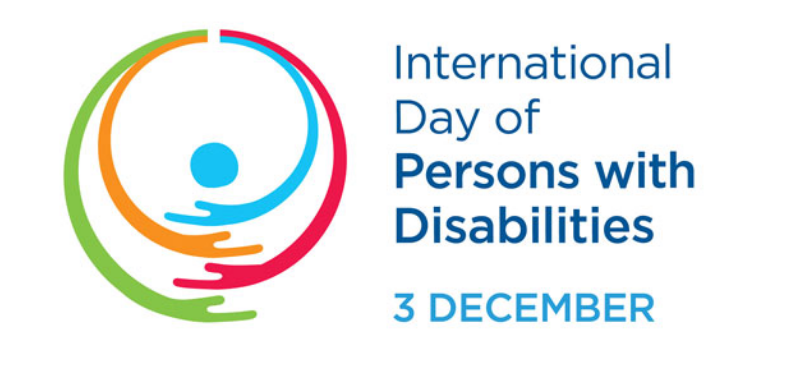 International
Day of
Persons with
Disabilities
3 DECEMBER